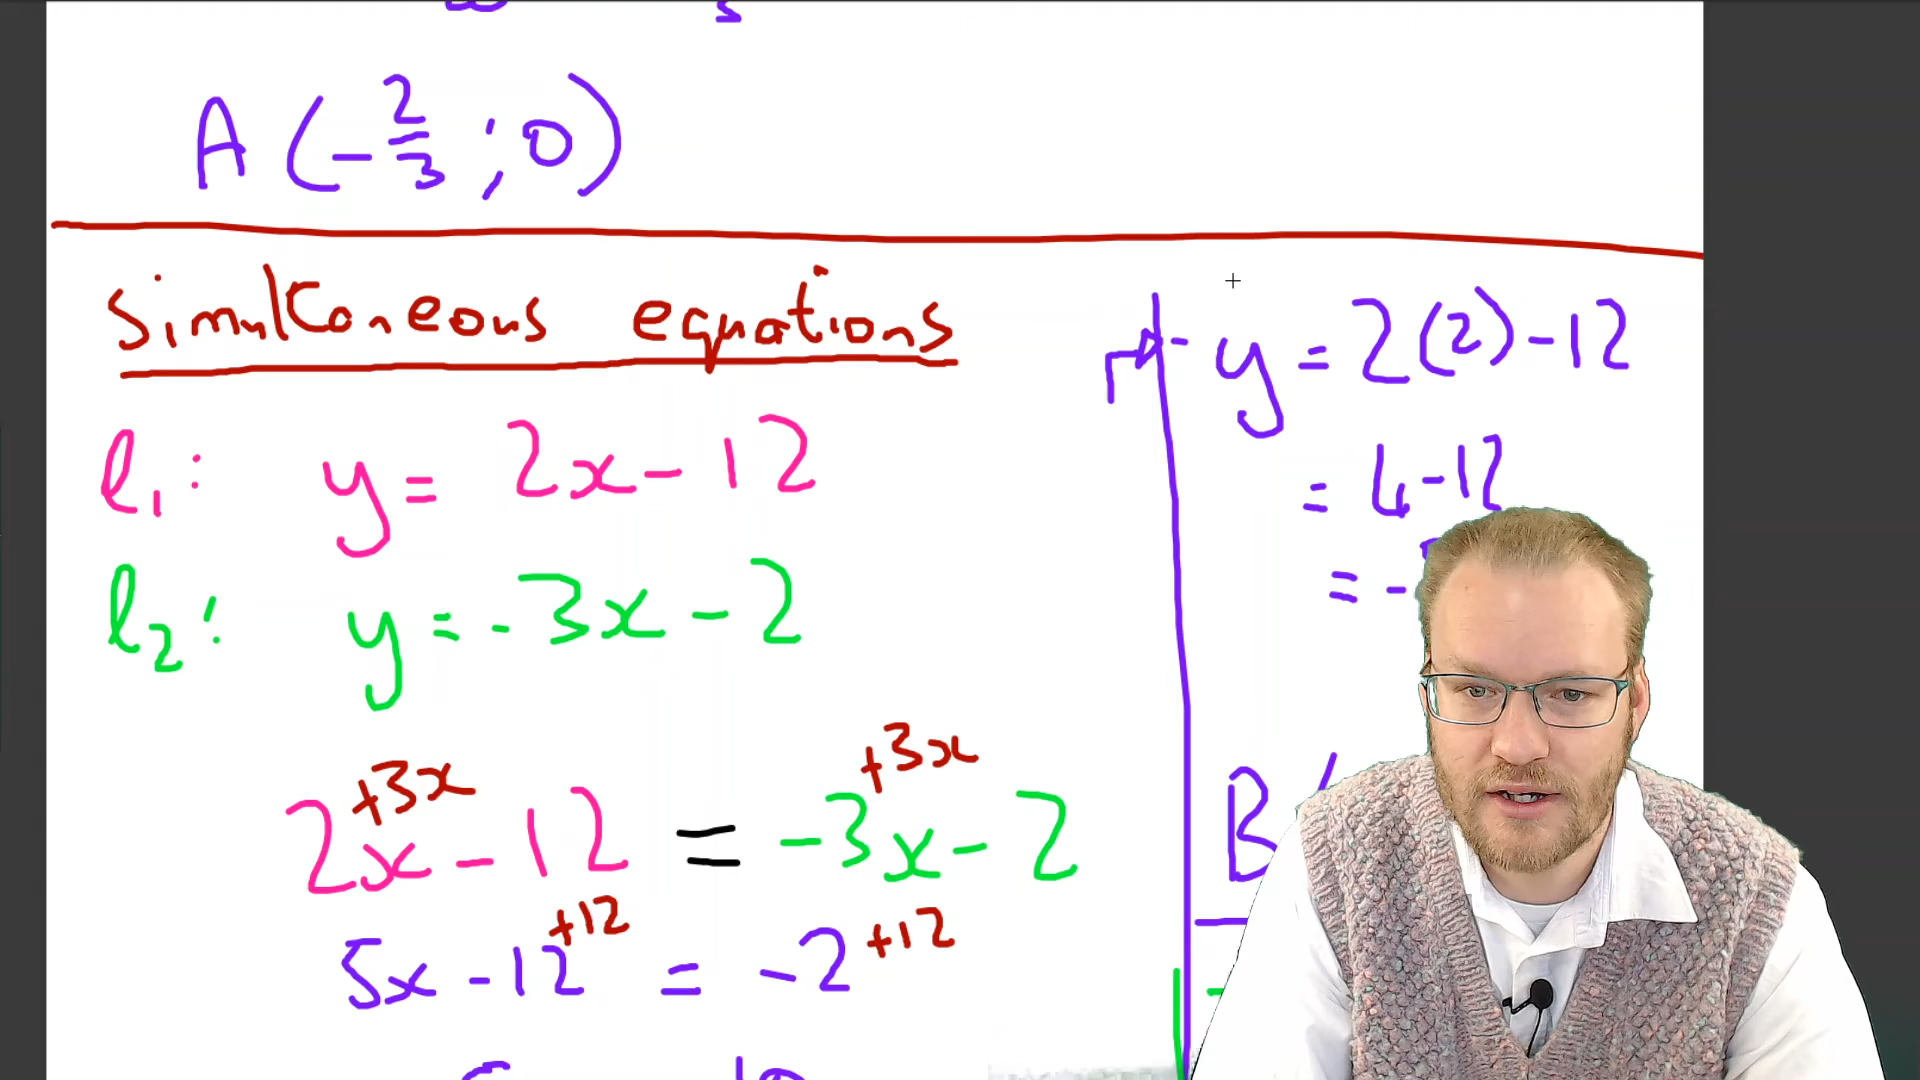 A (-2/3 ; 0)
Simultaneous equations
l₁: y = 2x - 12
l₂: y = -3x - 2
+3x +3x
2x - 12 = -3x - 2
+12 +12
5x - 12 = -2
y = 2(2) - 12
= 4 - 12
= -
B(